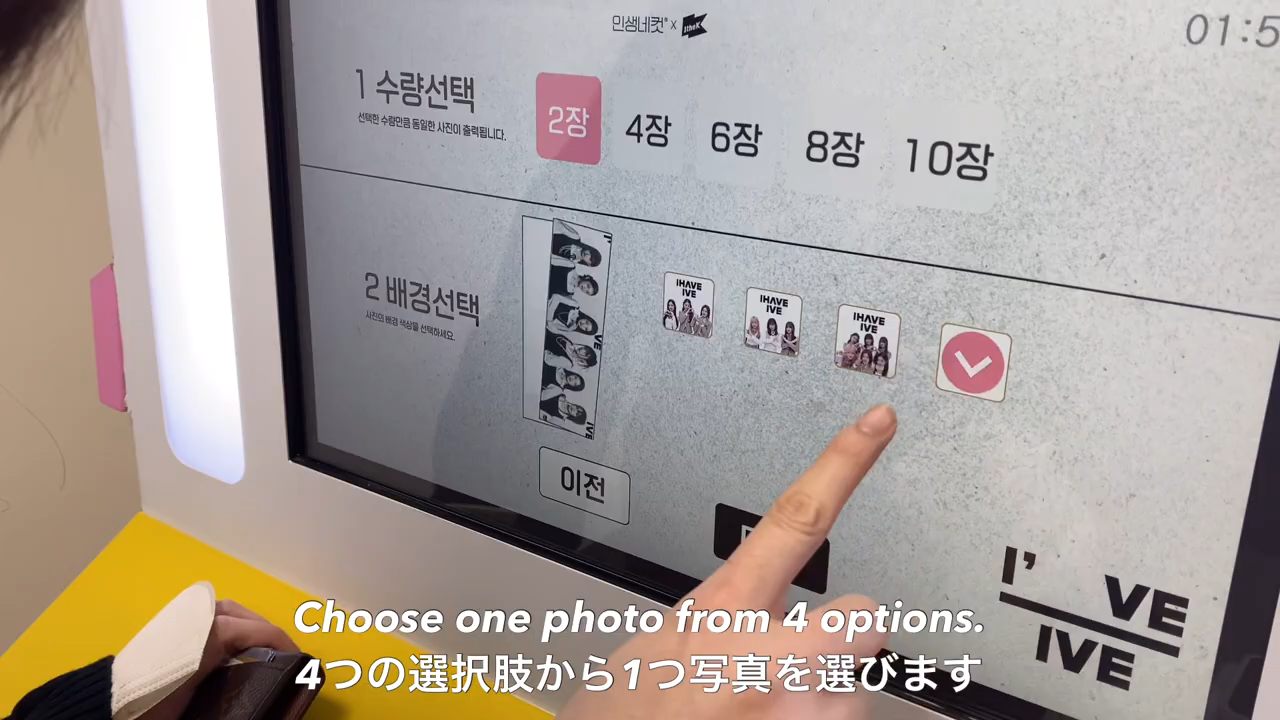 인생네컷® x 1theK
01:5
1 수량선택
선택한 수량만큼 동일한 사진이 출력됩니다.
2장 4장 6장 8장 10장
2 배경선택
사진의 배경 색상을 선택하세요.
IHAVE
IVE
IHAVE
IVE
IHAVE
IVE
이전
I' VE
IVE
Choose one photo from 4 options.
4つの選択肢から1つ写真を選びます